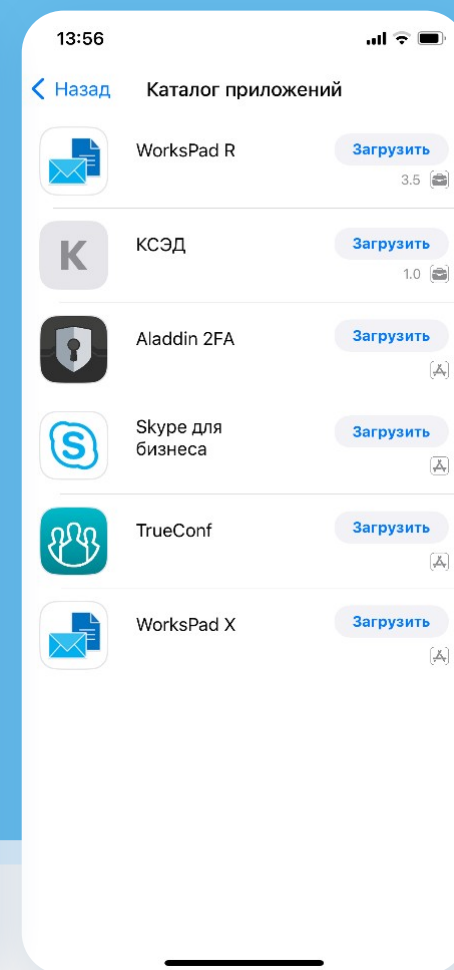 13:56
Назад Каталог приложений
WorksPad R Загрузить
3.5
К КСЭД Загрузить
1.0
Aladdin 2FA Загрузить
S Skype для
бизнеса Загрузить
TrueConf Загрузить
WorksPad X Загрузить